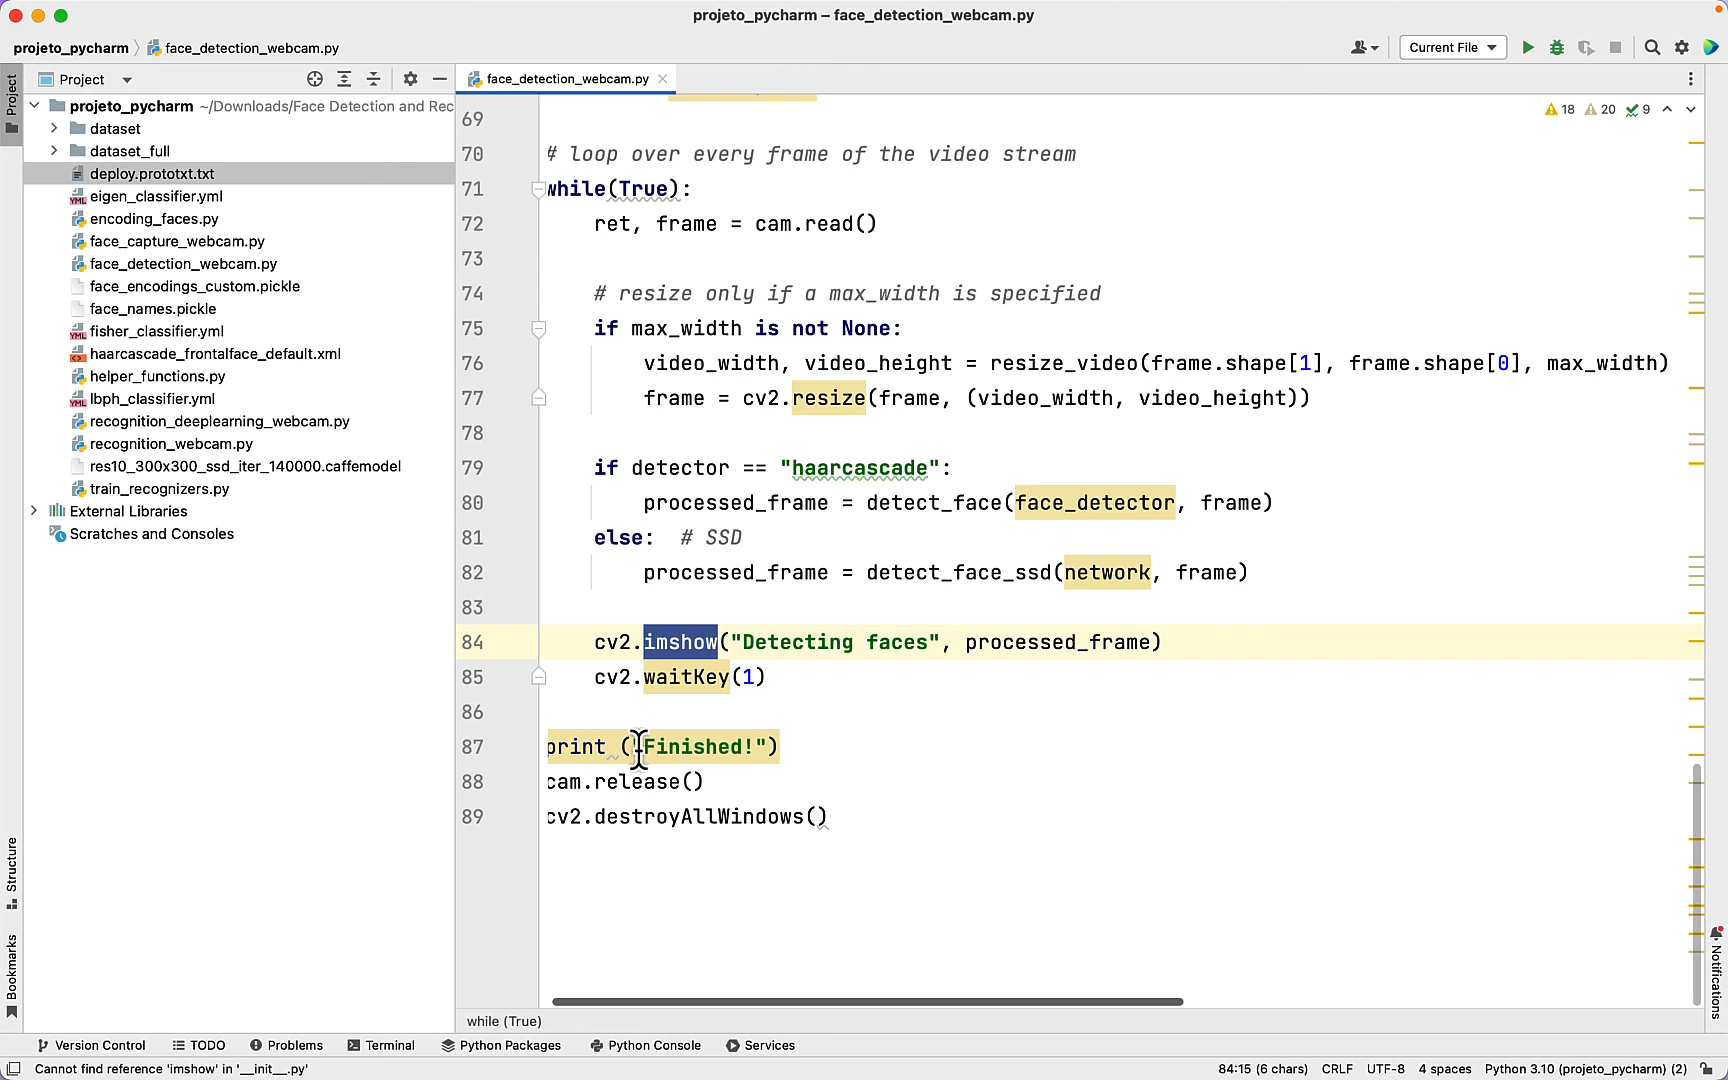 projeto_pycharm – face_detection_webcam.py
projeto_pycharm
face_detection_webcam.py
Current File
Project
Project
face_detection_webcam.py
projeto_pycharm ~/Downloads/Face Detection and Rec
dataset
dataset_full
deploy.prototxt.txt
eigen_classifier.yml
encoding_faces.py
face_capture_webcam.py
face_detection_webcam.py
face_encodings_custom.pickle
face_names.pickle
fisher_classifier.yml
haarcascade_frontalface_default.xml
helper_functions.py
lbph_classifier.yml
recognition_deeplearning_webcam.py
recognition_webcam.py
res10_300x300_ssd_iter_140000.caffemodel
train_recognizers.py
External Libraries
Scratches and Consoles
18 20 9
69
70 # loop over every frame of the video stream
71 while(True):
72 ret, frame = cam.read()
73
74 # resize only if a max_width is specified
75 if max_width is not None:
76 video_width, video_height = resize_video(frame.shape[1], frame.shape[0], max_width)
77 frame = cv2.resize(frame, (video_width, video_height))
78
79 if detector == "haarcascade":
80 processed_frame = detect_face(face_detector, frame)
81 else: # SSD
82 processed_frame = detect_face_ssd(network, frame)
83
84 cv2.imshow("Detecting faces", processed_frame)
85 cv2.waitKey(1)
86
87 print ("Finished!")
88 cam.release()
89 cv2.destroyAllWindows()
Structure
Bookmarks
Notifications
while (True)
Version Control
TODO
Problems
Terminal
Python Packages
Python Console
Services
Cannot find reference 'imshow' in '__init__.py'
84:15 (6 chars) CRLF UTF-8 4 spaces Python 3.10 (projeto_pycharm) (2)